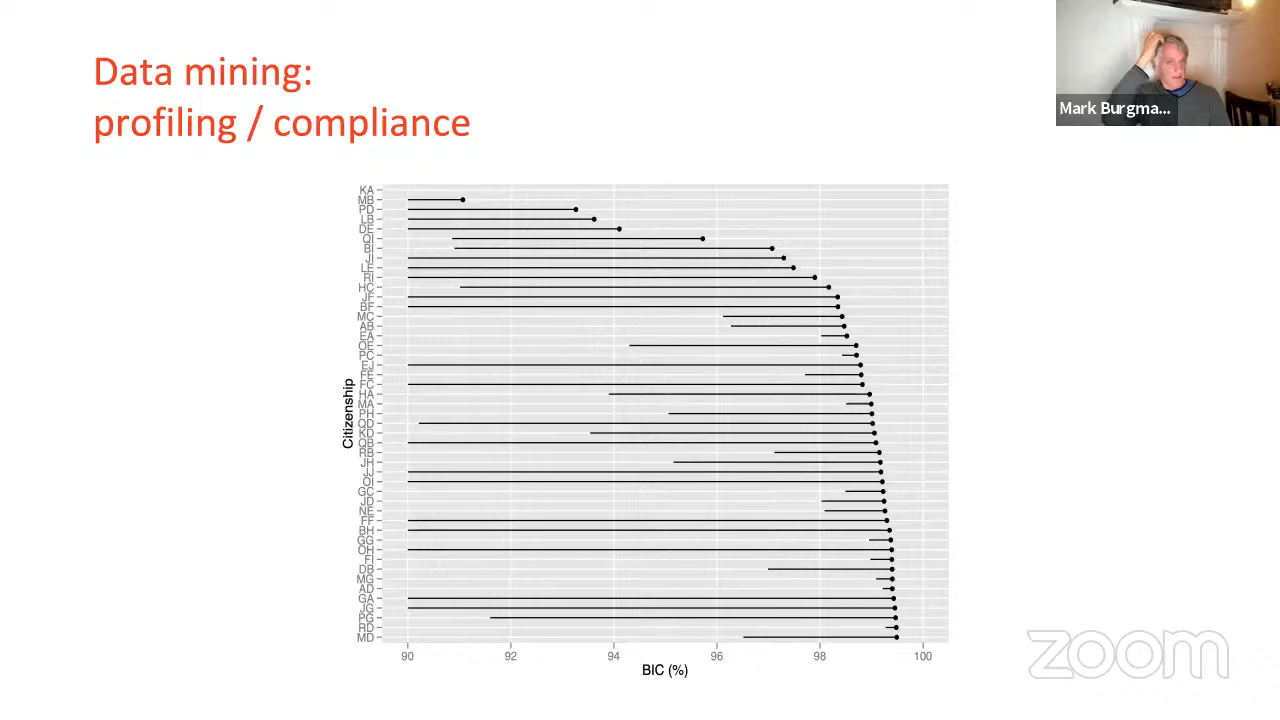 Data mining:
profiling / compliance
Mark Burgma...
KA
MB
PD
LB
DE
QI
BI
JI
LE
RI
HC
JF
BF
MC
AB
EA
OE
PC
EJ
FE
FC
HA
MA
PH
QD
KD
QB
RB
JH
JJ
OI
GC
JD
NE
FF
BH
GG
OH
FI
DB
MG
AD
GA
JG
PG
RD
MD
Citizenship
90 92 94 96 98 100
BIC (%)
zoom